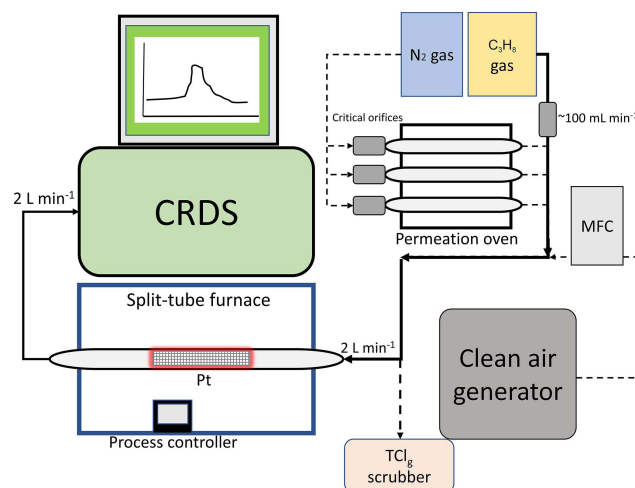 N₂ gas
C₃H₈
gas
Critical orifices
~100 mL min⁻¹
2 L min⁻¹
CRDS
Permeation oven
MFC
Split-tube furnace
2 L min⁻¹
Pt
Clean air
generator
Process controller
TCl_g
scrubber